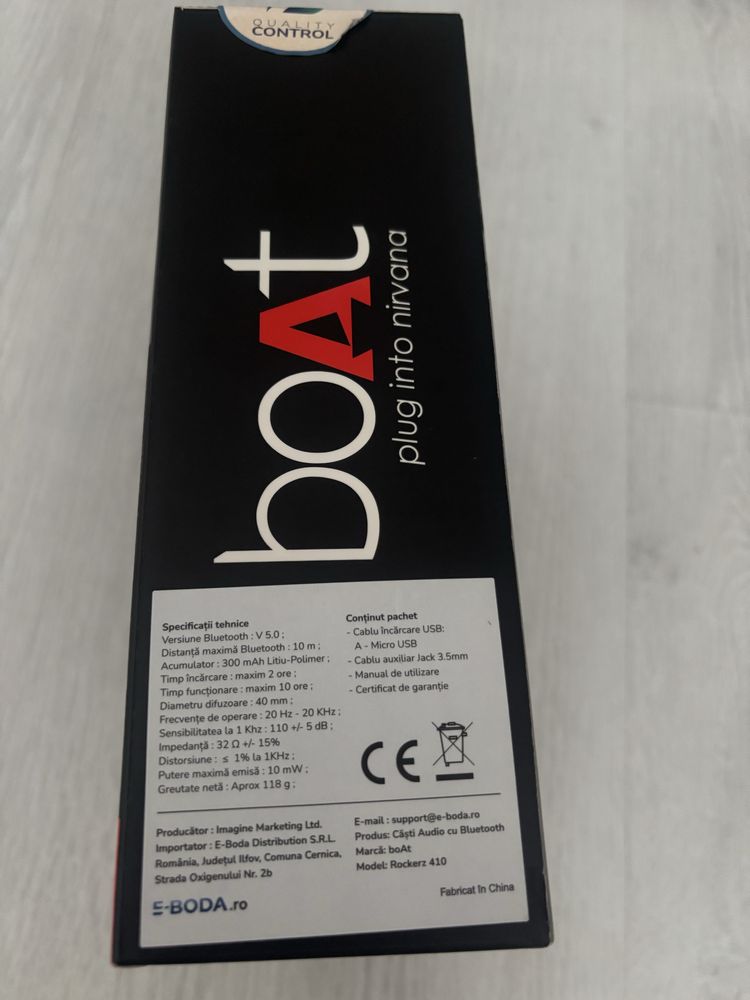 QUALITY
CONTROL
boAt
plug into nirvana
Specificații tehnice
Versiune Bluetooth : V 5.0 ;
Distanță maximă Bluetooth : 10 m ;
Acumulator : 300 mAh Litiu-Polimer ;
Timp încărcare : maxim 2 ore ;
Timp funcționare : maxim 10 ore ;
Diametru difuzoare : 40 mm ;
Frecvențe de operare : 20 Hz - 20 KHz ;
Sensibilitatea la 1 Khz : 110 +/- 5 dB ;
Impedanță : 32 Ω +/- 15%
Distorsiune : ≤ 1% la 1KHz ;
Putere maximă emisă : 10 mW ;
Greutate netă : Aprox 118 g ;
Conținut pachet
- Cablu încărcare USB:
A - Micro USB
- Cablu auxiliar Jack 3.5mm
- Manual de utilizare
- Certificat de garanție
CE
Producător : Imagine Marketing Ltd.
Importator : E-Boda Distribution S.R.L.
România, Județul Ilfov, Comuna Cernica,
Strada Oxigenului Nr. 2b
E-BODA.ro
E-mail : support@e-boda.ro
Produs: Căști Audio cu Bluetooth
Marcă: boAt
Model: Rockerz 410
Fabricat în China